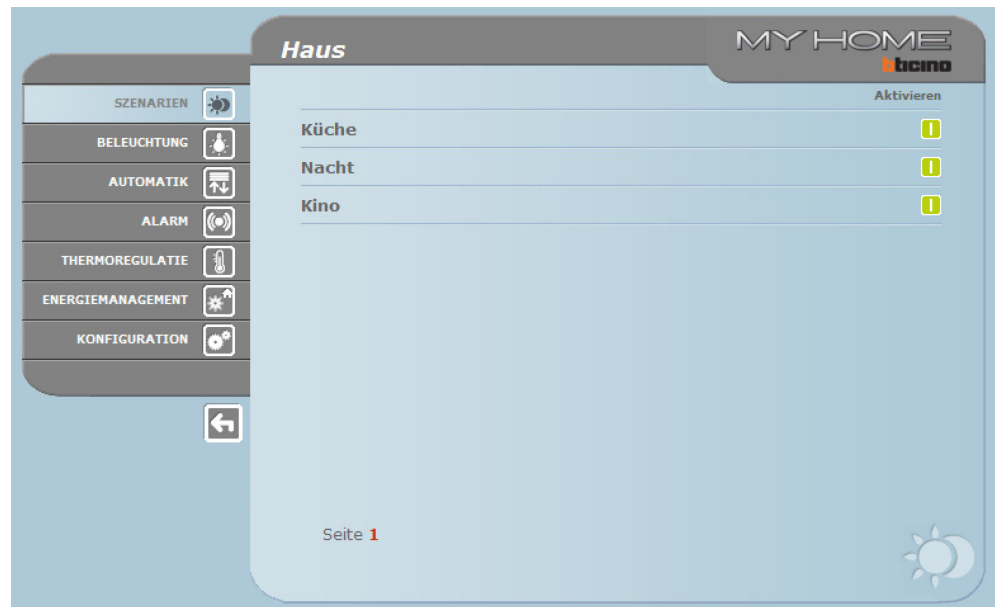 Haus
MY HOME
bticino
SZENARIEN
BELEUCHTUNG
AUTOMATIK
ALARM
THERMOREGULATIE
ENERGIEMANAGEMENT
KONFIGURATION
Aktivieren
Küche
Nacht
Kino
Seite 1